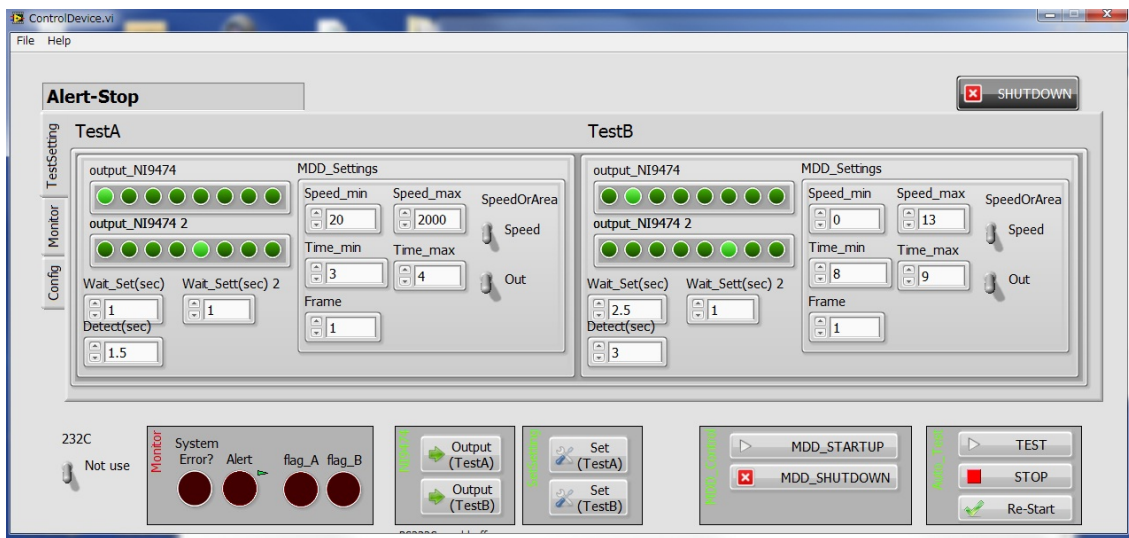 ControlDevice.vi
File Help
Alert-Stop
SHUTDOWN
TestSetting
Monitor
Config
TestA
output_NI9474
output_NI9474 2
Wait_Set(sec) Wait_Sett(sec) 2
1 1
Detect(sec)
1.5
MDD_Settings
Speed_min Speed_max SpeedOrArea
20 2000 Speed
Time_min Time_max
3 4 Out
Frame
1
TestB
output_NI9474
output_NI9474 2
Wait_Set(sec) Wait_Sett(sec) 2
2.5 1
Detect(sec)
3
MDD_Settings
Speed_min Speed_max SpeedOrArea
0 13 Speed
Time_min Time_max
8 9 Out
Frame
1
232C
Not use
Monitor
System
Error? Alert flag_A flag_B
Output
(TestA)
Output
(TestB)
Set
(TestA)
Set
(TestB)
MDD_Control
MDD_STARTUP
MDD_SHUTDOWN
TEST
STOP
Re-Start